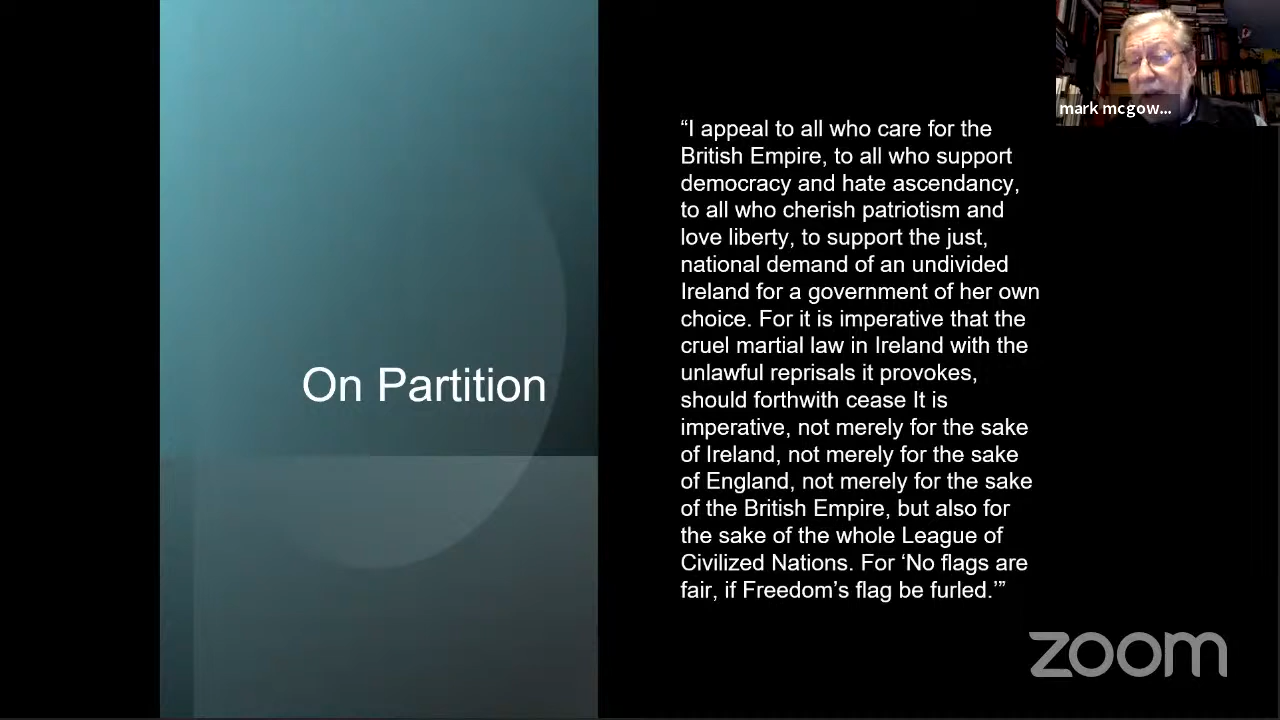 mark mcgow...
On Partition
“I appeal to all who care for the
British Empire, to all who support
democracy and hate ascendancy,
to all who cherish patriotism and
love liberty, to support the just,
national demand of an undivided
Ireland for a government of her own
choice. For it is imperative that the
cruel martial law in Ireland with the
unlawful reprisals it provokes,
should forthwith cease It is
imperative, not merely for the sake
of Ireland, not merely for the sake
of England, not merely for the sake
of the British Empire, but also for
the sake of the whole League of
Civilized Nations. For ‘No flags are
fair, if Freedom’s flag be furled.’”
zoom